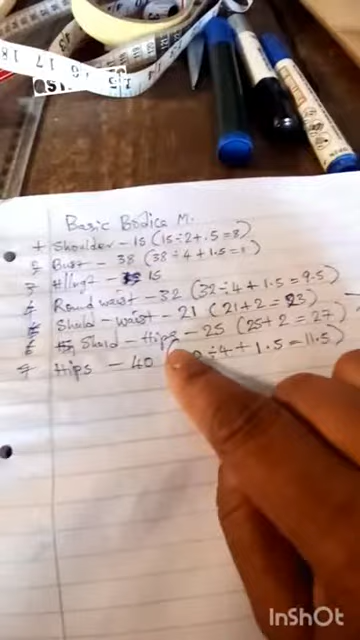 Basic Bodice M.
1 Shoulder - 15 (15÷2+.5=8)
2 Bust - 38 (38÷4+1.5=
3 - 15
4 Round waist - 32 (32÷4+1.5=9.5)
5 Should - waist - 21 (21+2=23)
6 Should - Hips - 25 (25+2=27)
7 Hips - 40 0÷4+1.5=11.5)
InShOt